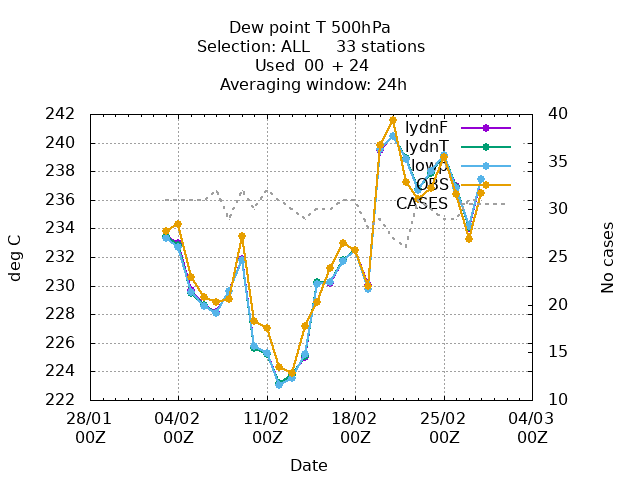 Dew point T 500hPa
Selection: ALL 33 stations
Used 00 + 24
Averaging window: 24h
242
240
238
236
234
232
230
228
226
224
222
40
35
30
25
20
15
10
lydnF
lydnT
lowp
OBS
CASES
deg C
No cases
28/01 04/02 11/02 18/02 25/02 04/03
00Z 00Z 00Z 00Z 00Z 00Z
Date